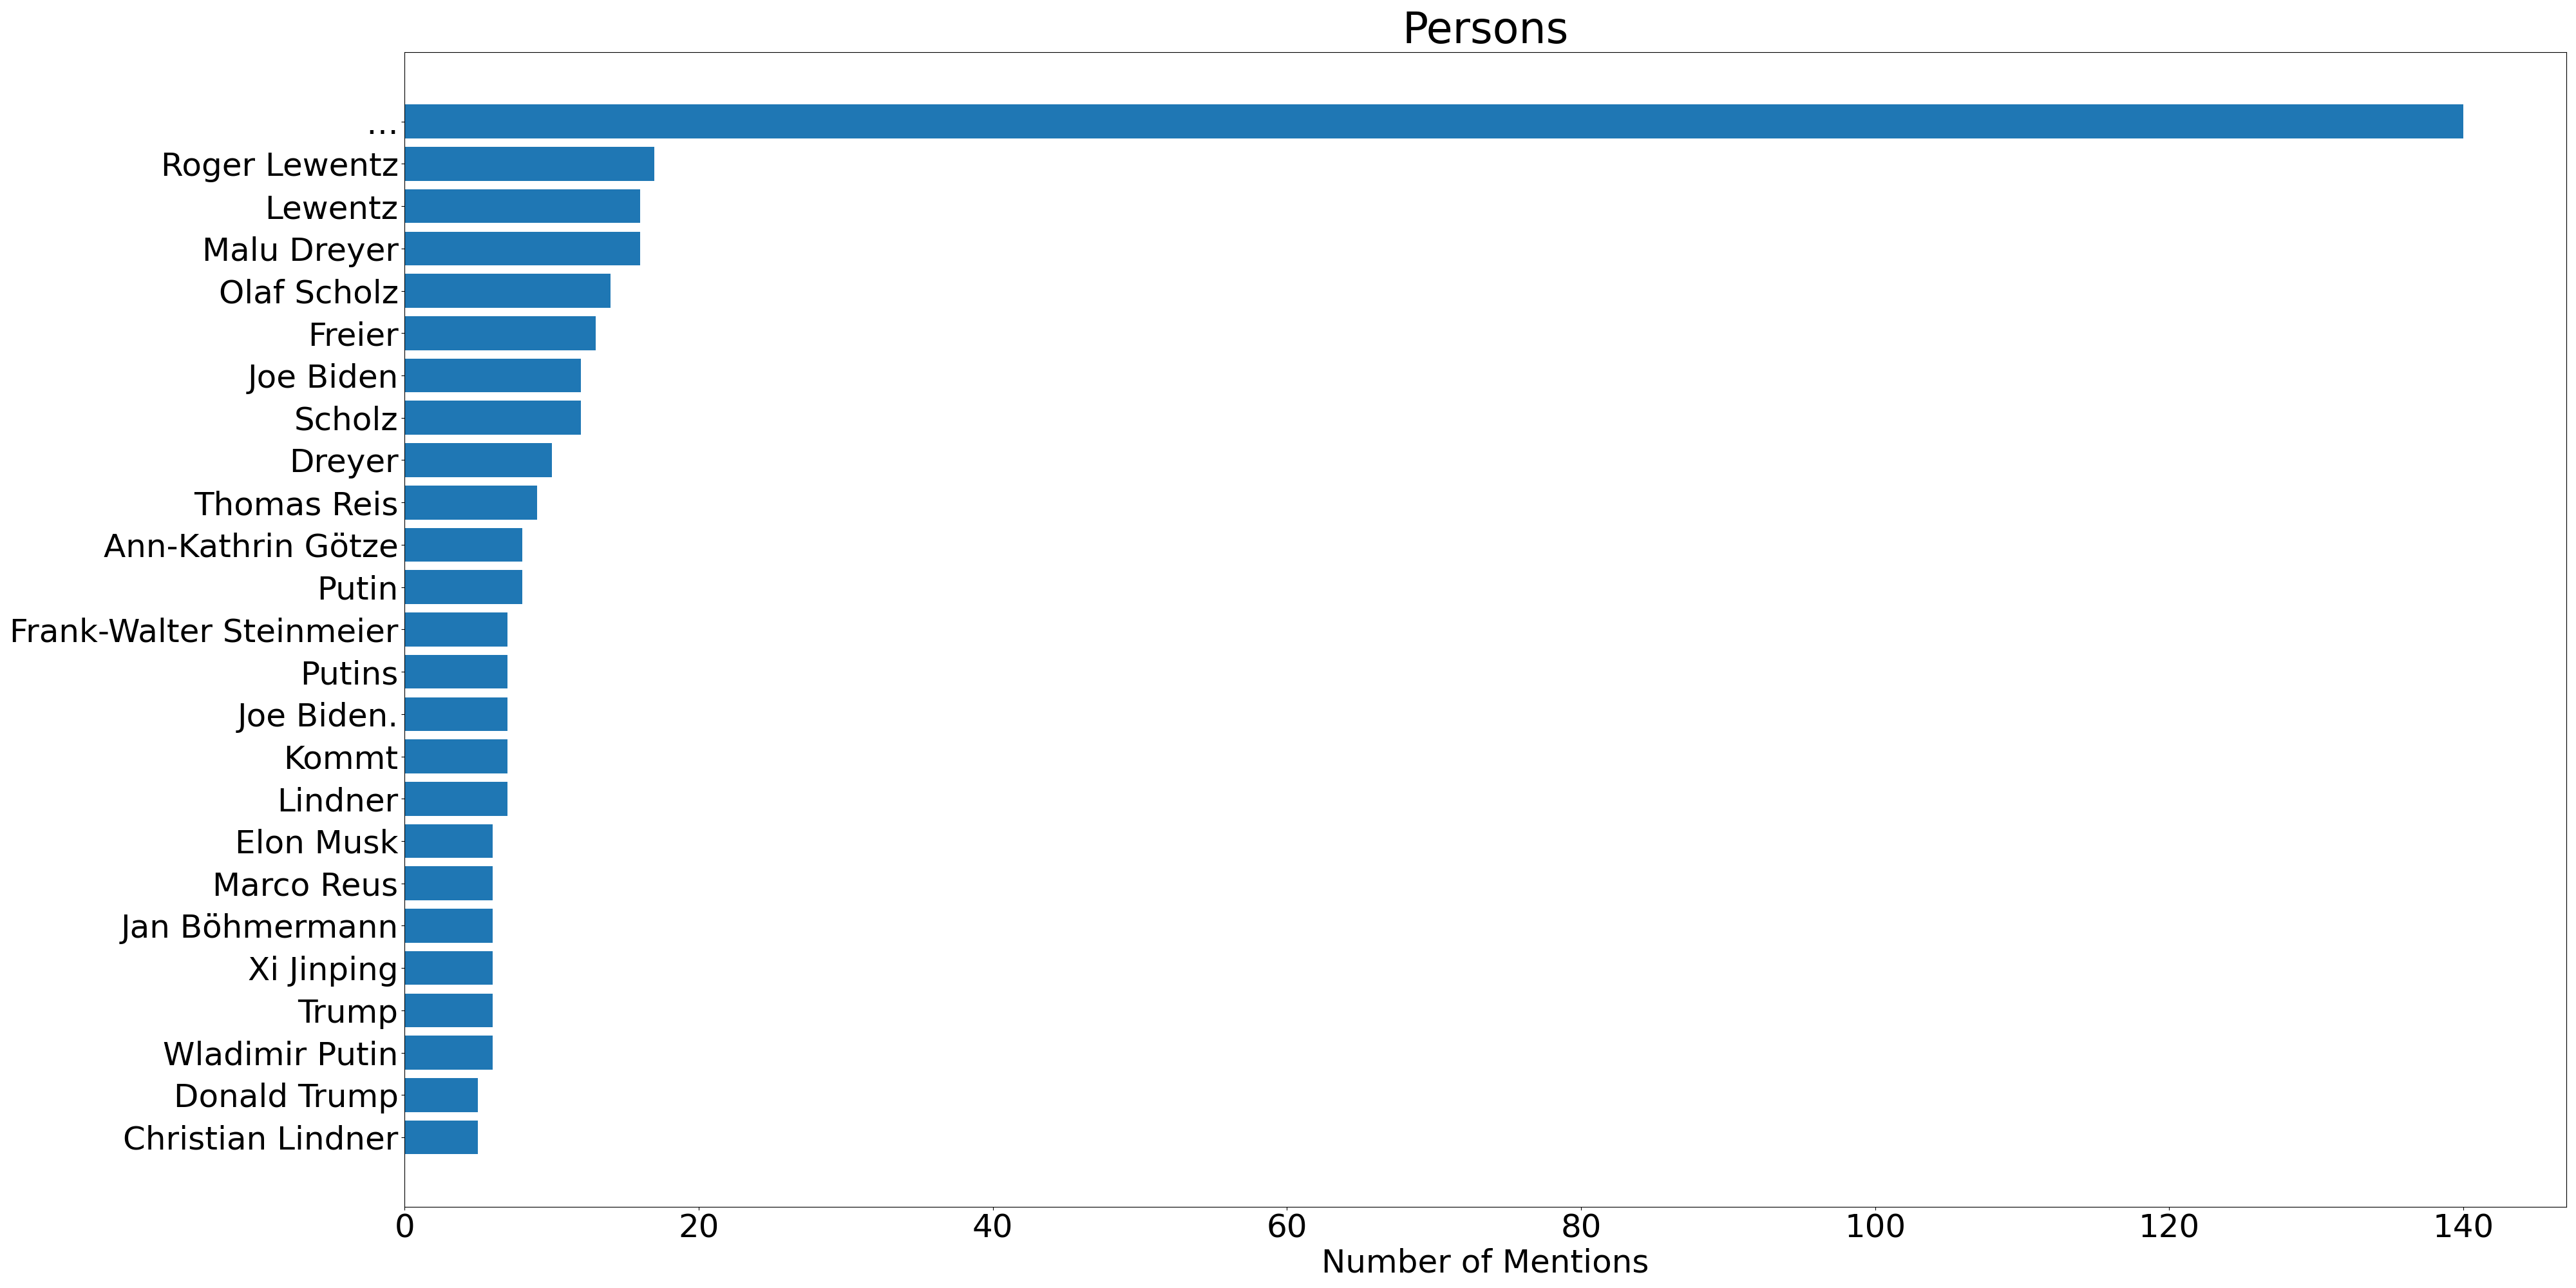 Persons
...
Roger Lewentz
Lewentz
Malu Dreyer
Olaf Scholz
Freier
Joe Biden
Scholz
Dreyer
Thomas Reis
Ann-Kathrin Götze
Putin
Frank-Walter Steinmeier
Putins
Joe Biden.
Kommt
Lindner
Elon Musk
Marco Reus
Jan Böhmermann
Xi Jinping
Trump
Wladimir Putin
Donald Trump
Christian Lindner
0 20 40 60 80 100 120 140
Number of Mentions